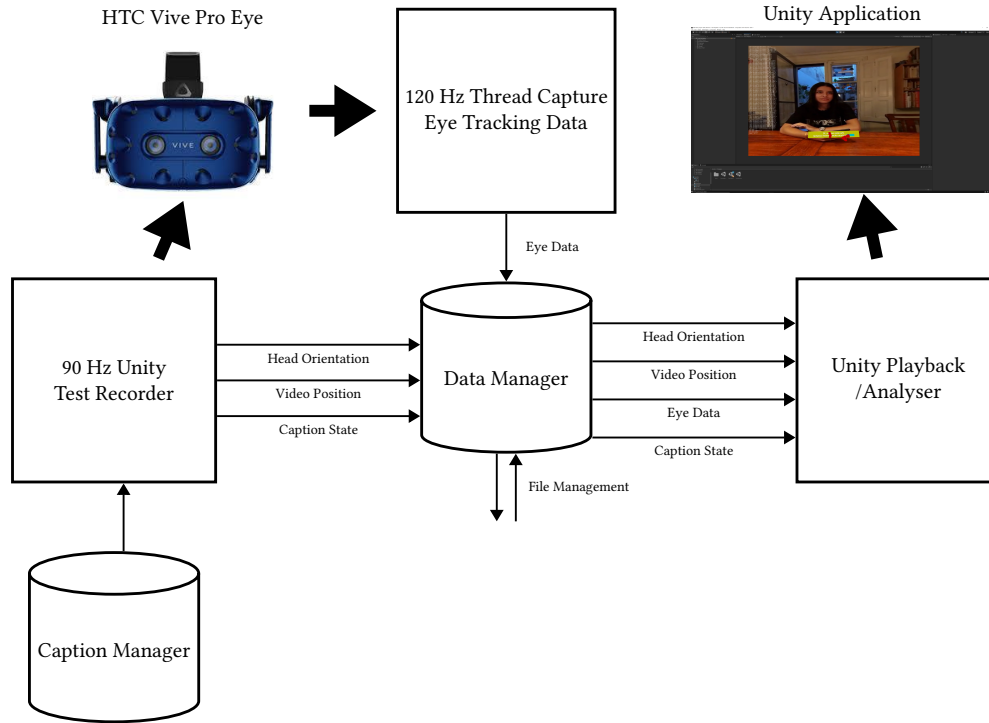 HTC Vive Pro Eye
Unity Application
VIVE
120 Hz Thread Capture
Eye Tracking Data
Eye Data
90 Hz Unity
Test Recorder
Head Orientation
Video Position
Caption State
Data Manager
Head Orientation
Video Position
Eye Data
Caption State
Unity Playback
/Analyser
File Management
Caption Manager